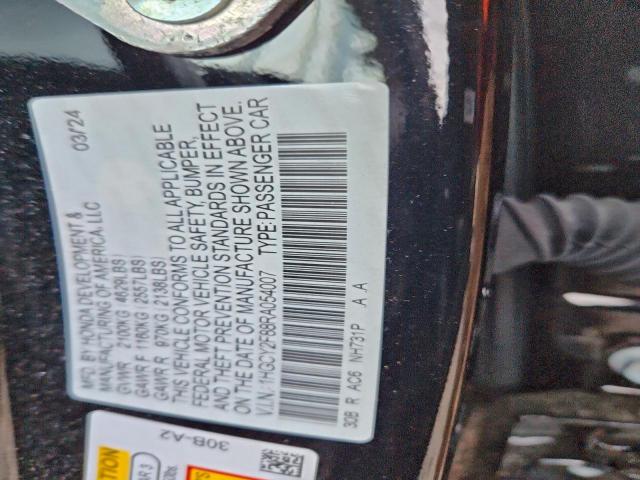 MFD. BY HONDA DEVELOPMENT & 03/24
MANUFACTURING OF AMERICA, LLC
GVWR 2100KG 4629LBS
GAWR F 1160KG 2557LBS
GAWR R 970KG 2138LBS
THIS VEHICLE CONFORMS TO ALL APPLICABLE
FEDERAL MOTOR VEHICLE SAFETY, BUMPER,
AND THEFT PREVENTION STANDARDS IN EFFECT
ON THE DATE OF MANUFACTURE SHOWN ABOVE.
V.I.N.: 1HGCY2F88RA054007 TYPE: PASSENGER CAR
30B R AC6 NH731P A A
30B-A2